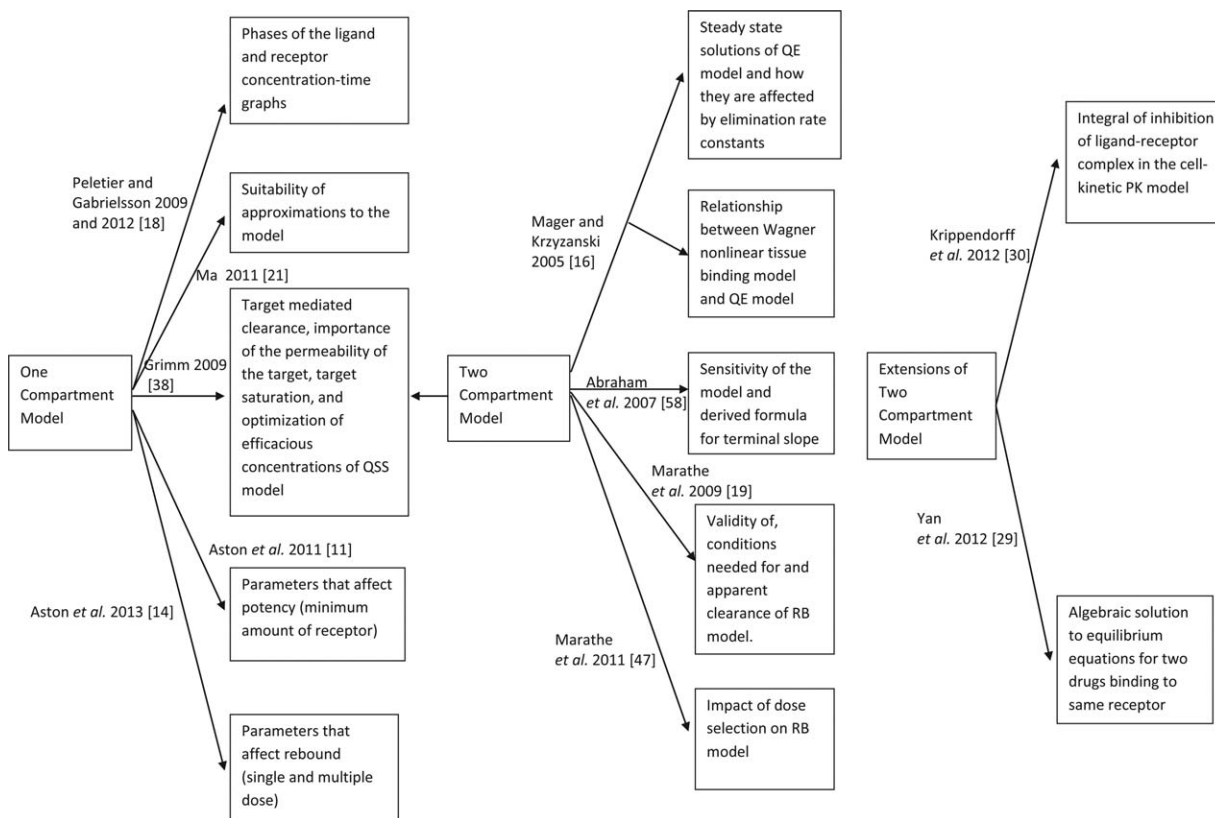 Phases of the ligand
and receptor
concentration-time
graphs
Peletier and
Gabrielsson 2009
and 2012 [18]
Suitability of
approximations to the
model
Ma 2011 [21]
One
Compartment
Model
Grimm 2009
[38]
Target mediated
clearance, importance
of the permeability of
the target, target
saturation, and
optimization of
efficacious
concentrations of QSS
model
Aston et al. 2011 [11]
Parameters that affect
potency (minimum
amount of receptor)
Aston et al. 2013 [14]
Parameters that
affect rebound
(single and multiple
dose)
Two
Compartment
Model
Steady state
solutions of QE
model and how
they are affected
by elimination rate
constants
Mager and
Krzyzanski
2005 [16]
Relationship
between Wagner
nonlinear tissue
binding model
and QE model
Abraham
et al. 2007 [58]
Sensitivity of the
model and
derived formula
for terminal slope
Marathe
et al. 2009 [19]
Validity of,
conditions
needed for and
apparent
clearance of RB
model.
Marathe
et al. 2011 [47]
Impact of dose
selection on RB
model
Extensions of
Two
Compartment
Model
Krippendorff
et al. 2012 [30]
Integral of inhibition
of ligand-receptor
complex in the cell-
kinetic PK model
Yan
et al. 2012 [29]
Algebraic solution
to equilibrium
equations for two
drugs binding to
same receptor